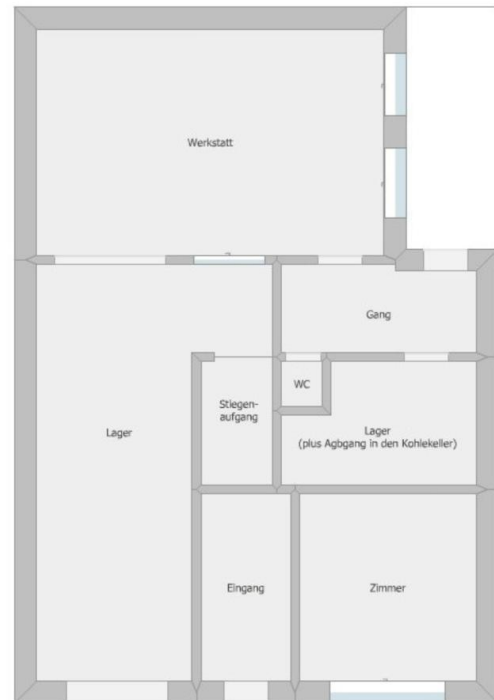 Werkstatt
Gang
WC
Stiegen-
aufgang
Lager
Lager
(plus Agbgang in den Kohlekeller)
Eingang
Zimmer